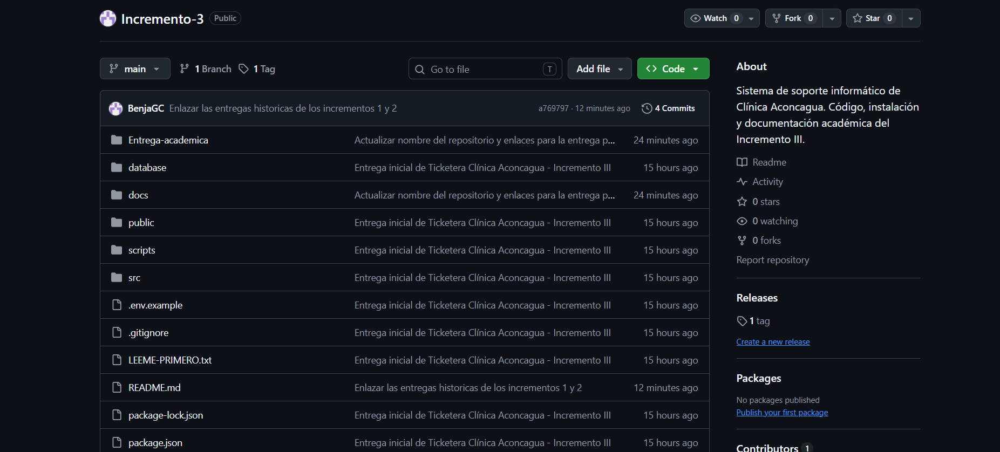 Incremento-3 Public
Watch 0 Fork 0 Star 0
main 1 Branch 1 Tag
Go to file T Add file Code
BenjaGC Enlazar las entregas historicas de los incrementos 1 y 2 a769797 · 12 minutes ago 4 Commits
Entrega-academica Actualizar nombre del repositorio y enlaces para la entrega p... 24 minutes ago
database Entrega inicial de Ticketera Clínica Aconcagua - Incremento III 15 hours ago
docs Actualizar nombre del repositorio y enlaces para la entrega p... 24 minutes ago
public Entrega inicial de Ticketera Clínica Aconcagua - Incremento III 15 hours ago
scripts Entrega inicial de Ticketera Clínica Aconcagua - Incremento III 15 hours ago
src Entrega inicial de Ticketera Clínica Aconcagua - Incremento III 15 hours ago
.env.example Entrega inicial de Ticketera Clínica Aconcagua - Incremento III 15 hours ago
.gitignore Entrega inicial de Ticketera Clínica Aconcagua - Incremento III 15 hours ago
LEEME-PRIMERO.txt Entrega inicial de Ticketera Clínica Aconcagua - Incremento III 15 hours ago
README.md Enlazar las entregas historicas de los incrementos 1 y 2 12 minutes ago
package-lock.json Entrega inicial de Ticketera Clínica Aconcagua - Incremento III 15 hours ago
package.json Entrega inicial de Ticketera Clínica Aconcagua - Incremento III 15 hours ago
About
Sistema de soporte informático de
Clínica Aconcagua. Código, instalación
y documentación académica del
Incremento III.
Readme
Activity
0 stars
0 watching
0 forks
Report repository
Releases
1 tag
Create a new release
Packages
No packages published
Publish your first package
Contributors 1